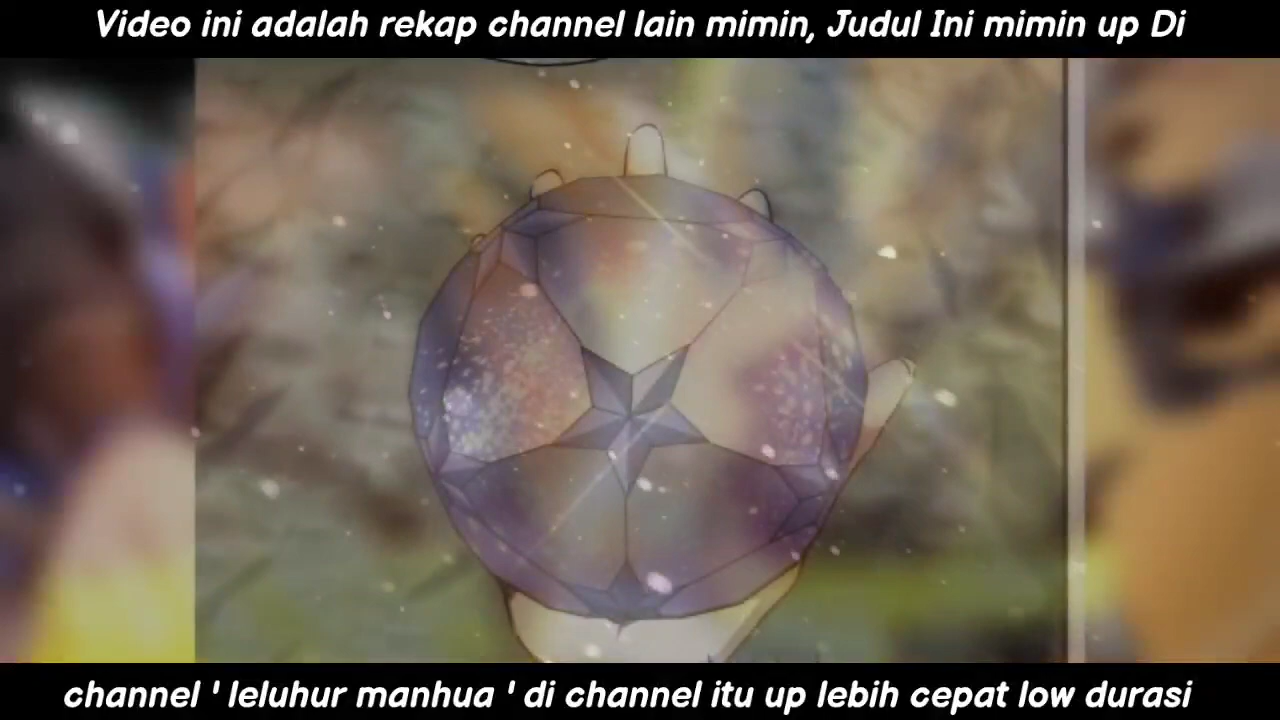 Video ini adalah rekap channel lain mimin, Judul Ini mimin up Di
channel ' leluhur manhua ' di channel itu up lebih cepat low durasi